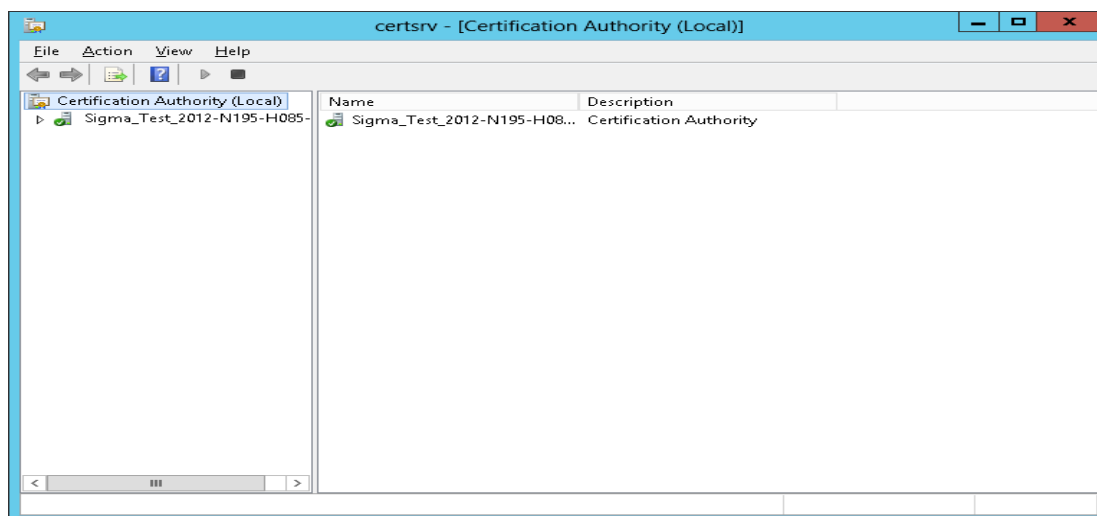 certsrv - [Certification Authority (Local)]
File Action View Help
Certification Authority (Local)
Sigma_Test_2012-N195-H085-
Name Description
Sigma_Test_2012-N195-H08... Certification Authority